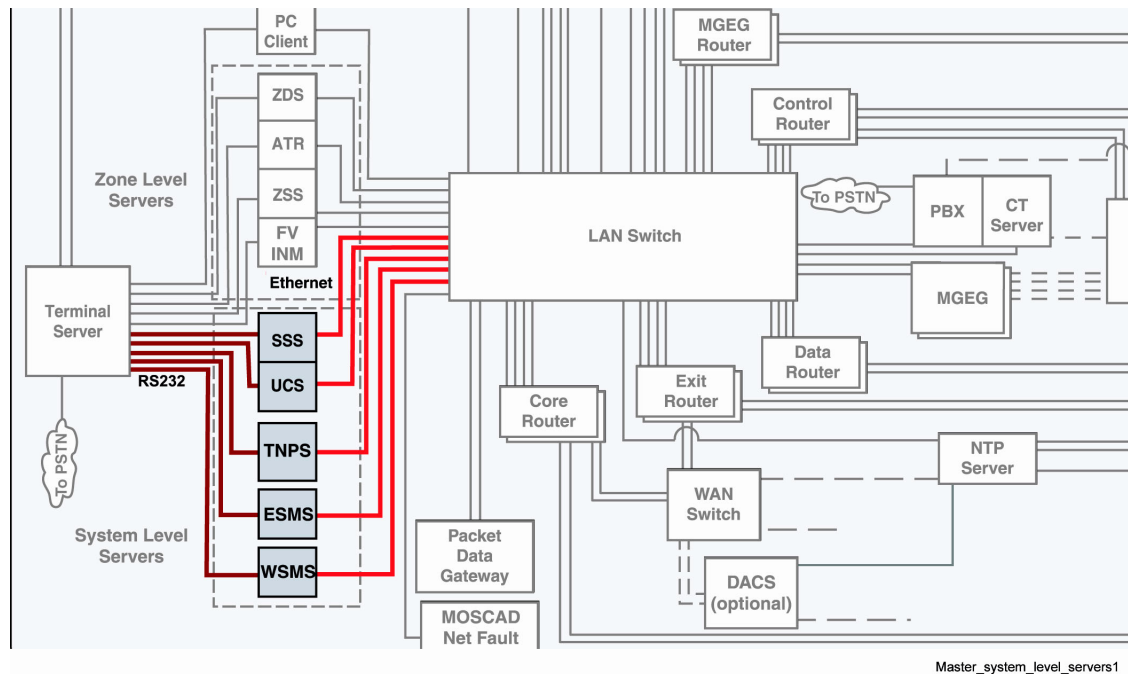 PC
Client
MGEG
Router
ZDS
Control
Router
ATR
Zone Level
Servers
ZSS
To PSTN
PBX
CT
Server
LAN Switch
FV
INM
Ethernet
MGEG
Terminal
Server
SSS
RS232
UCS
Data
Router
Exit
Router
Core
Router
TNPS
NTP
Server
To PSTN
WAN
Switch
ESMS
System Level
Servers
Packet
Data
Gateway
WSMS
DACS
(optional)
MOSCAD
Net Fault
Master_system_level_servers1